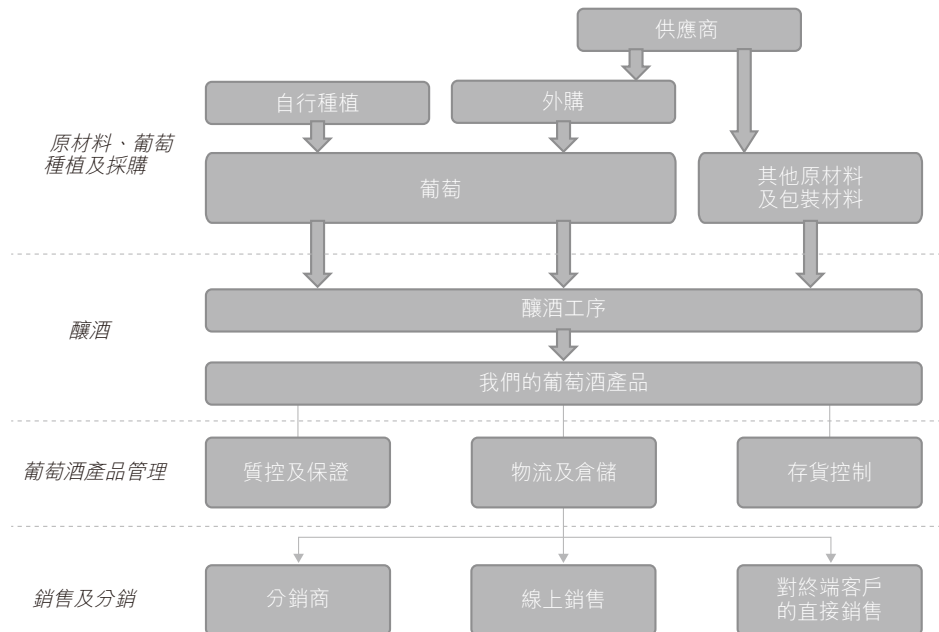 供應商
自行種植
外購
原材料、葡萄
種植及採購
葡萄
其他原材料
及包裝材料
釀酒工序
釀酒
我們的葡萄酒產品
葡萄酒產品管理
質控及保證
物流及倉儲
存貨控制
銷售及分銷
分銷商
線上銷售
對終端客戶
的直接銷售